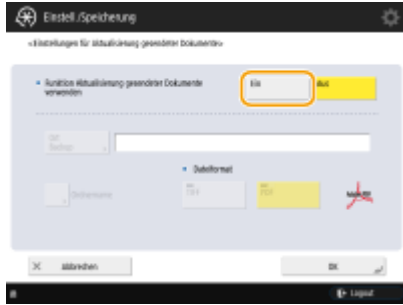 Einstell./Speicherung
<Einstellungen für Aktualisierung gesendeter Dokumente>
Funktion Aktualisierung gesendeter Dokumente
verwenden
Ein
Aus
Dateiformat
TIFF
PDF
Abbrechen
OK
Logout